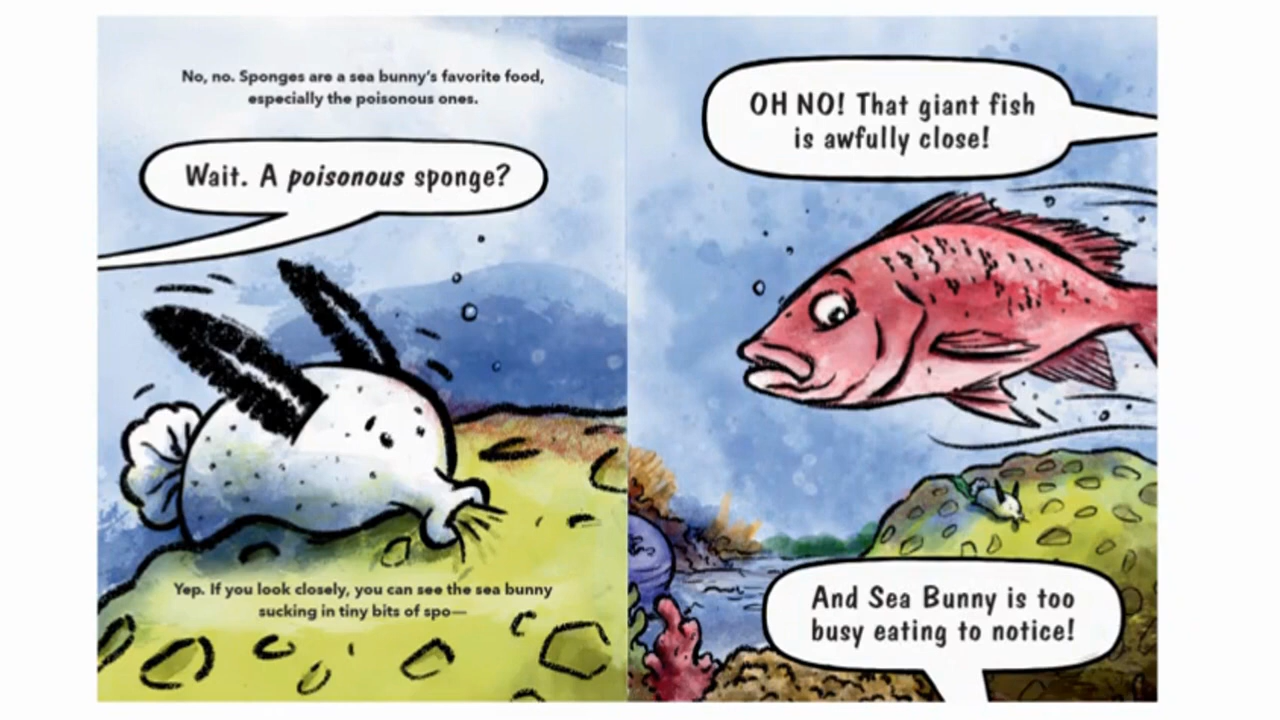 No, no. Sponges are a sea bunny's favorite food,
especially the poisonous ones.
Wait. A poisonous sponge?
Yep. If you look closely, you can see the sea bunny
sucking in tiny bits of spo—
OH NO! That giant fish
is awfully close!
And Sea Bunny is too
busy eating to notice!